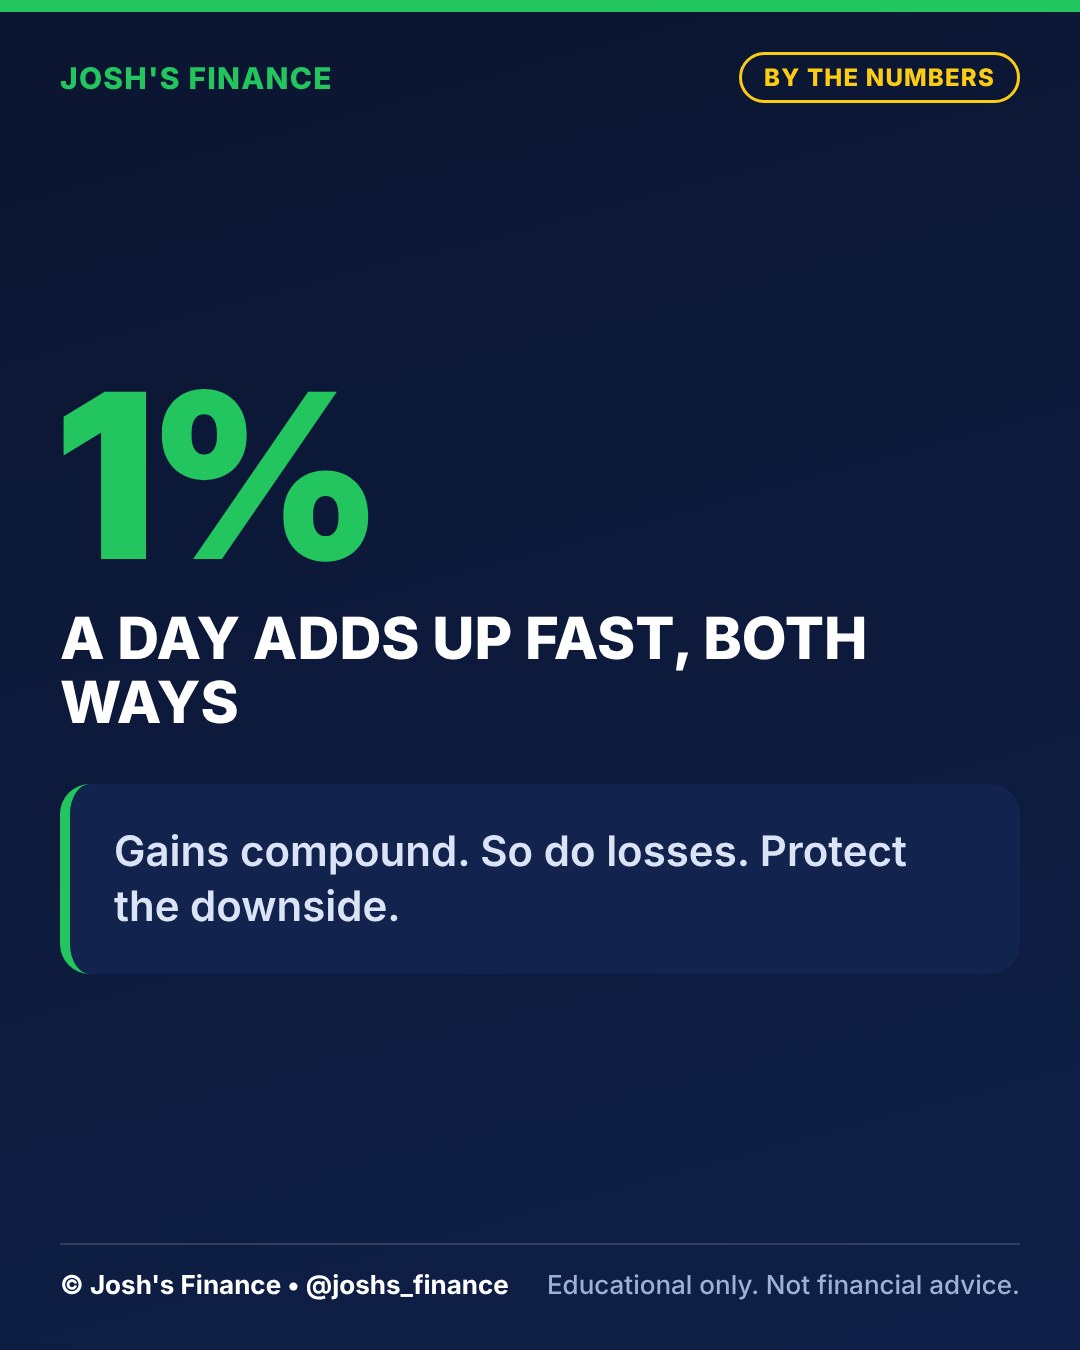 JOSH'S FINANCE
BY THE NUMBERS
1%
A DAY ADDS UP FAST, BOTH
WAYS
Gains compound. So do losses. Protect
the downside.
© Josh's Finance • @joshs_finance
Educational only. Not financial advice.